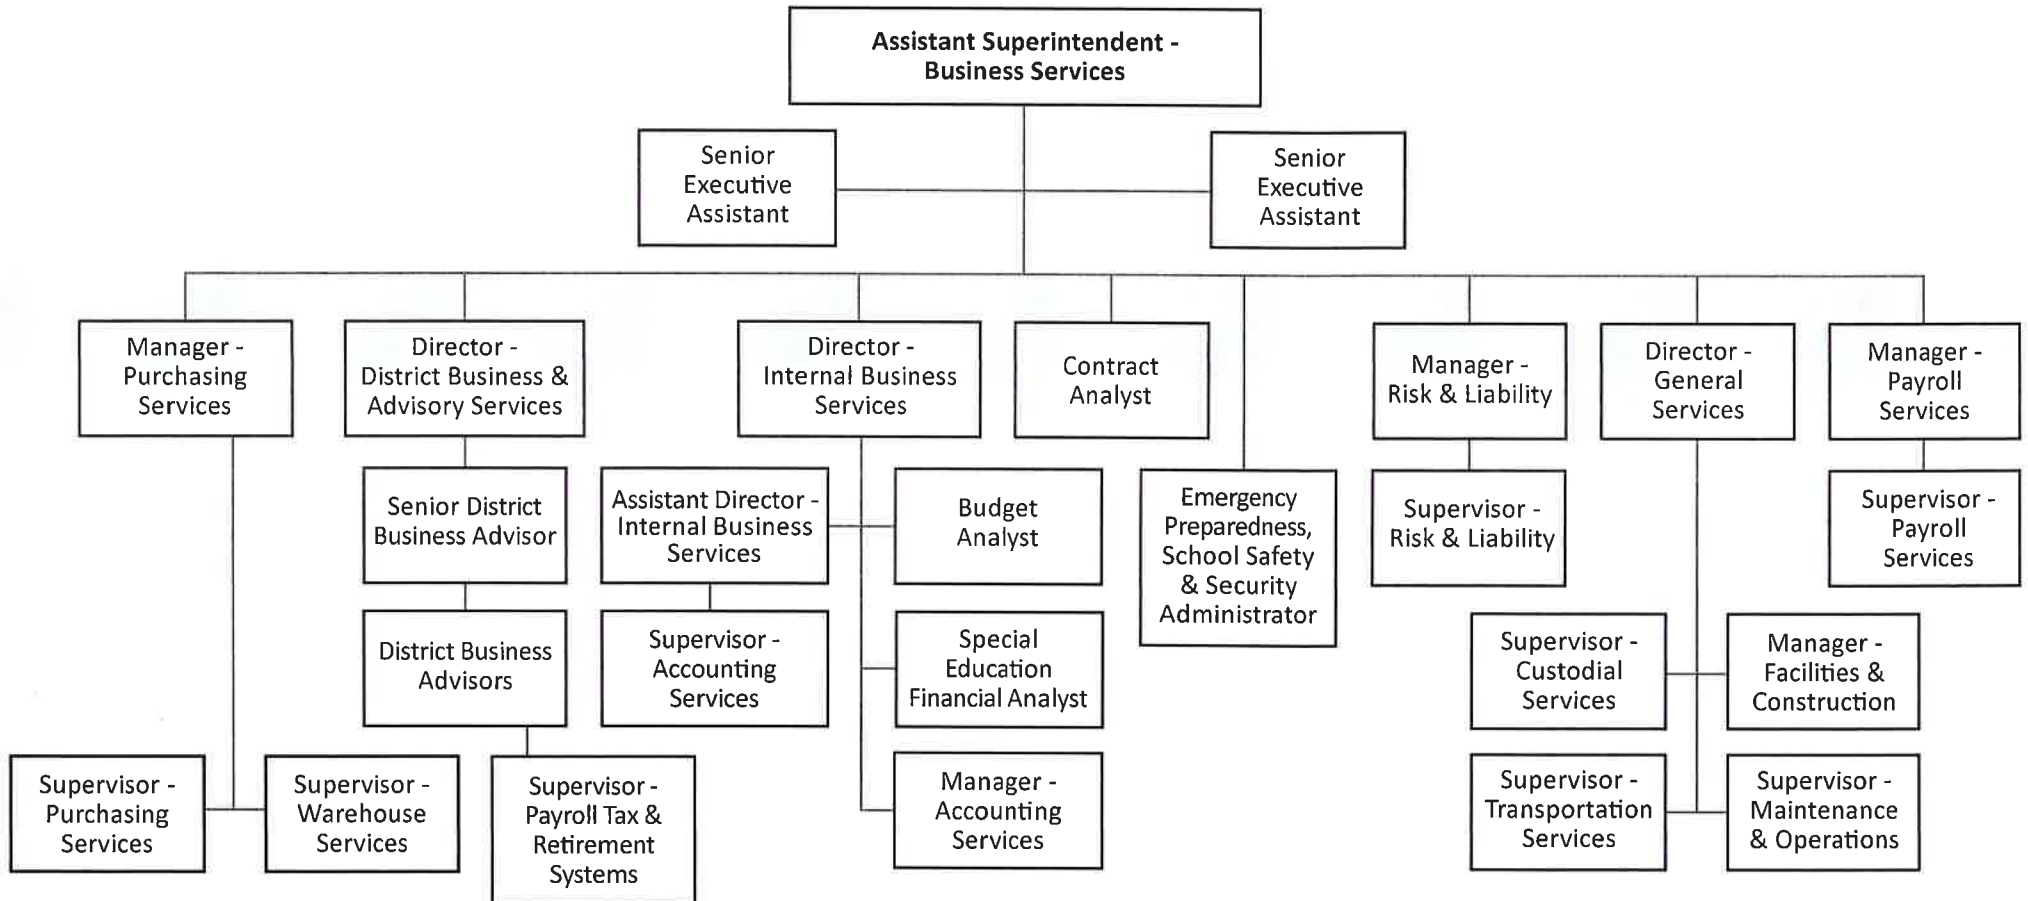 Assistant Superintendent -
Business Services
Senior
Executive
Assistant
Senior
Executive
Assistant
Manager -
Purchasing
Services
Director -
District Business &
Advisory Services
Director -
Internal Business
Services
Contract
Analyst
Manager -
Risk & Liability
Director -
General
Services
Manager -
Payroll
Services
Senior District
Business Advisor
Assistant Director -
Internal Business
Services
Budget
Analyst
Emergency
Preparedness,
School Safety
& Security
Administrator
Supervisor -
Risk & Liability
Supervisor -
Payroll
Services
District Business
Advisors
Supervisor -
Accounting
Services
Special
Education
Financial Analyst
Supervisor -
Custodial
Services
Manager -
Facilities &
Construction
Supervisor -
Purchasing
Services
Supervisor -
Warehouse
Services
Supervisor -
Payroll Tax &
Retirement
Systems
Manager -
Accounting
Services
Supervisor -
Transportation
Services
Supervisor -
Maintenance
& Operations